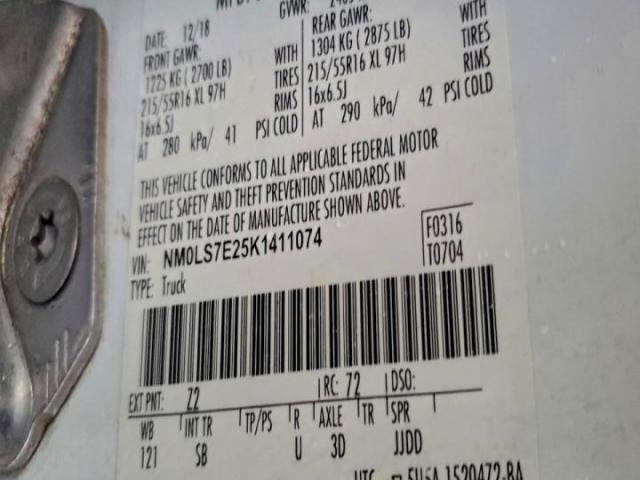 GVWR:
DATE: 12/18
FRONT GAWR:
1225 KG ( 2700 LB) WITH
215/55R16 XL 97H TIRES
16x6.5J RIMS
AT 280 kPa/ 41 PSI COLD
REAR GAWR:
1304 KG ( 2875 LB) WITH
215/55R16 XL 97H TIRES
16x6.5J RIMS
AT 290 kPa/ 42 PSI COLD
THIS VEHICLE CONFORMS TO ALL APPLICABLE FEDERAL MOTOR
VEHICLE SAFETY AND THEFT PREVENTION STANDARDS IN
EFFECT ON THE DATE OF MANUFACTURE SHOWN ABOVE.
VIN: NM0LS7E25K1411074
TYPE: Truck
F0316
T0704
EXT PNT: Z2 RC: 72 DSO:
WB INT TR TP/PS R AXLE TR SPR
121 SB U 3D JJDD
UTC